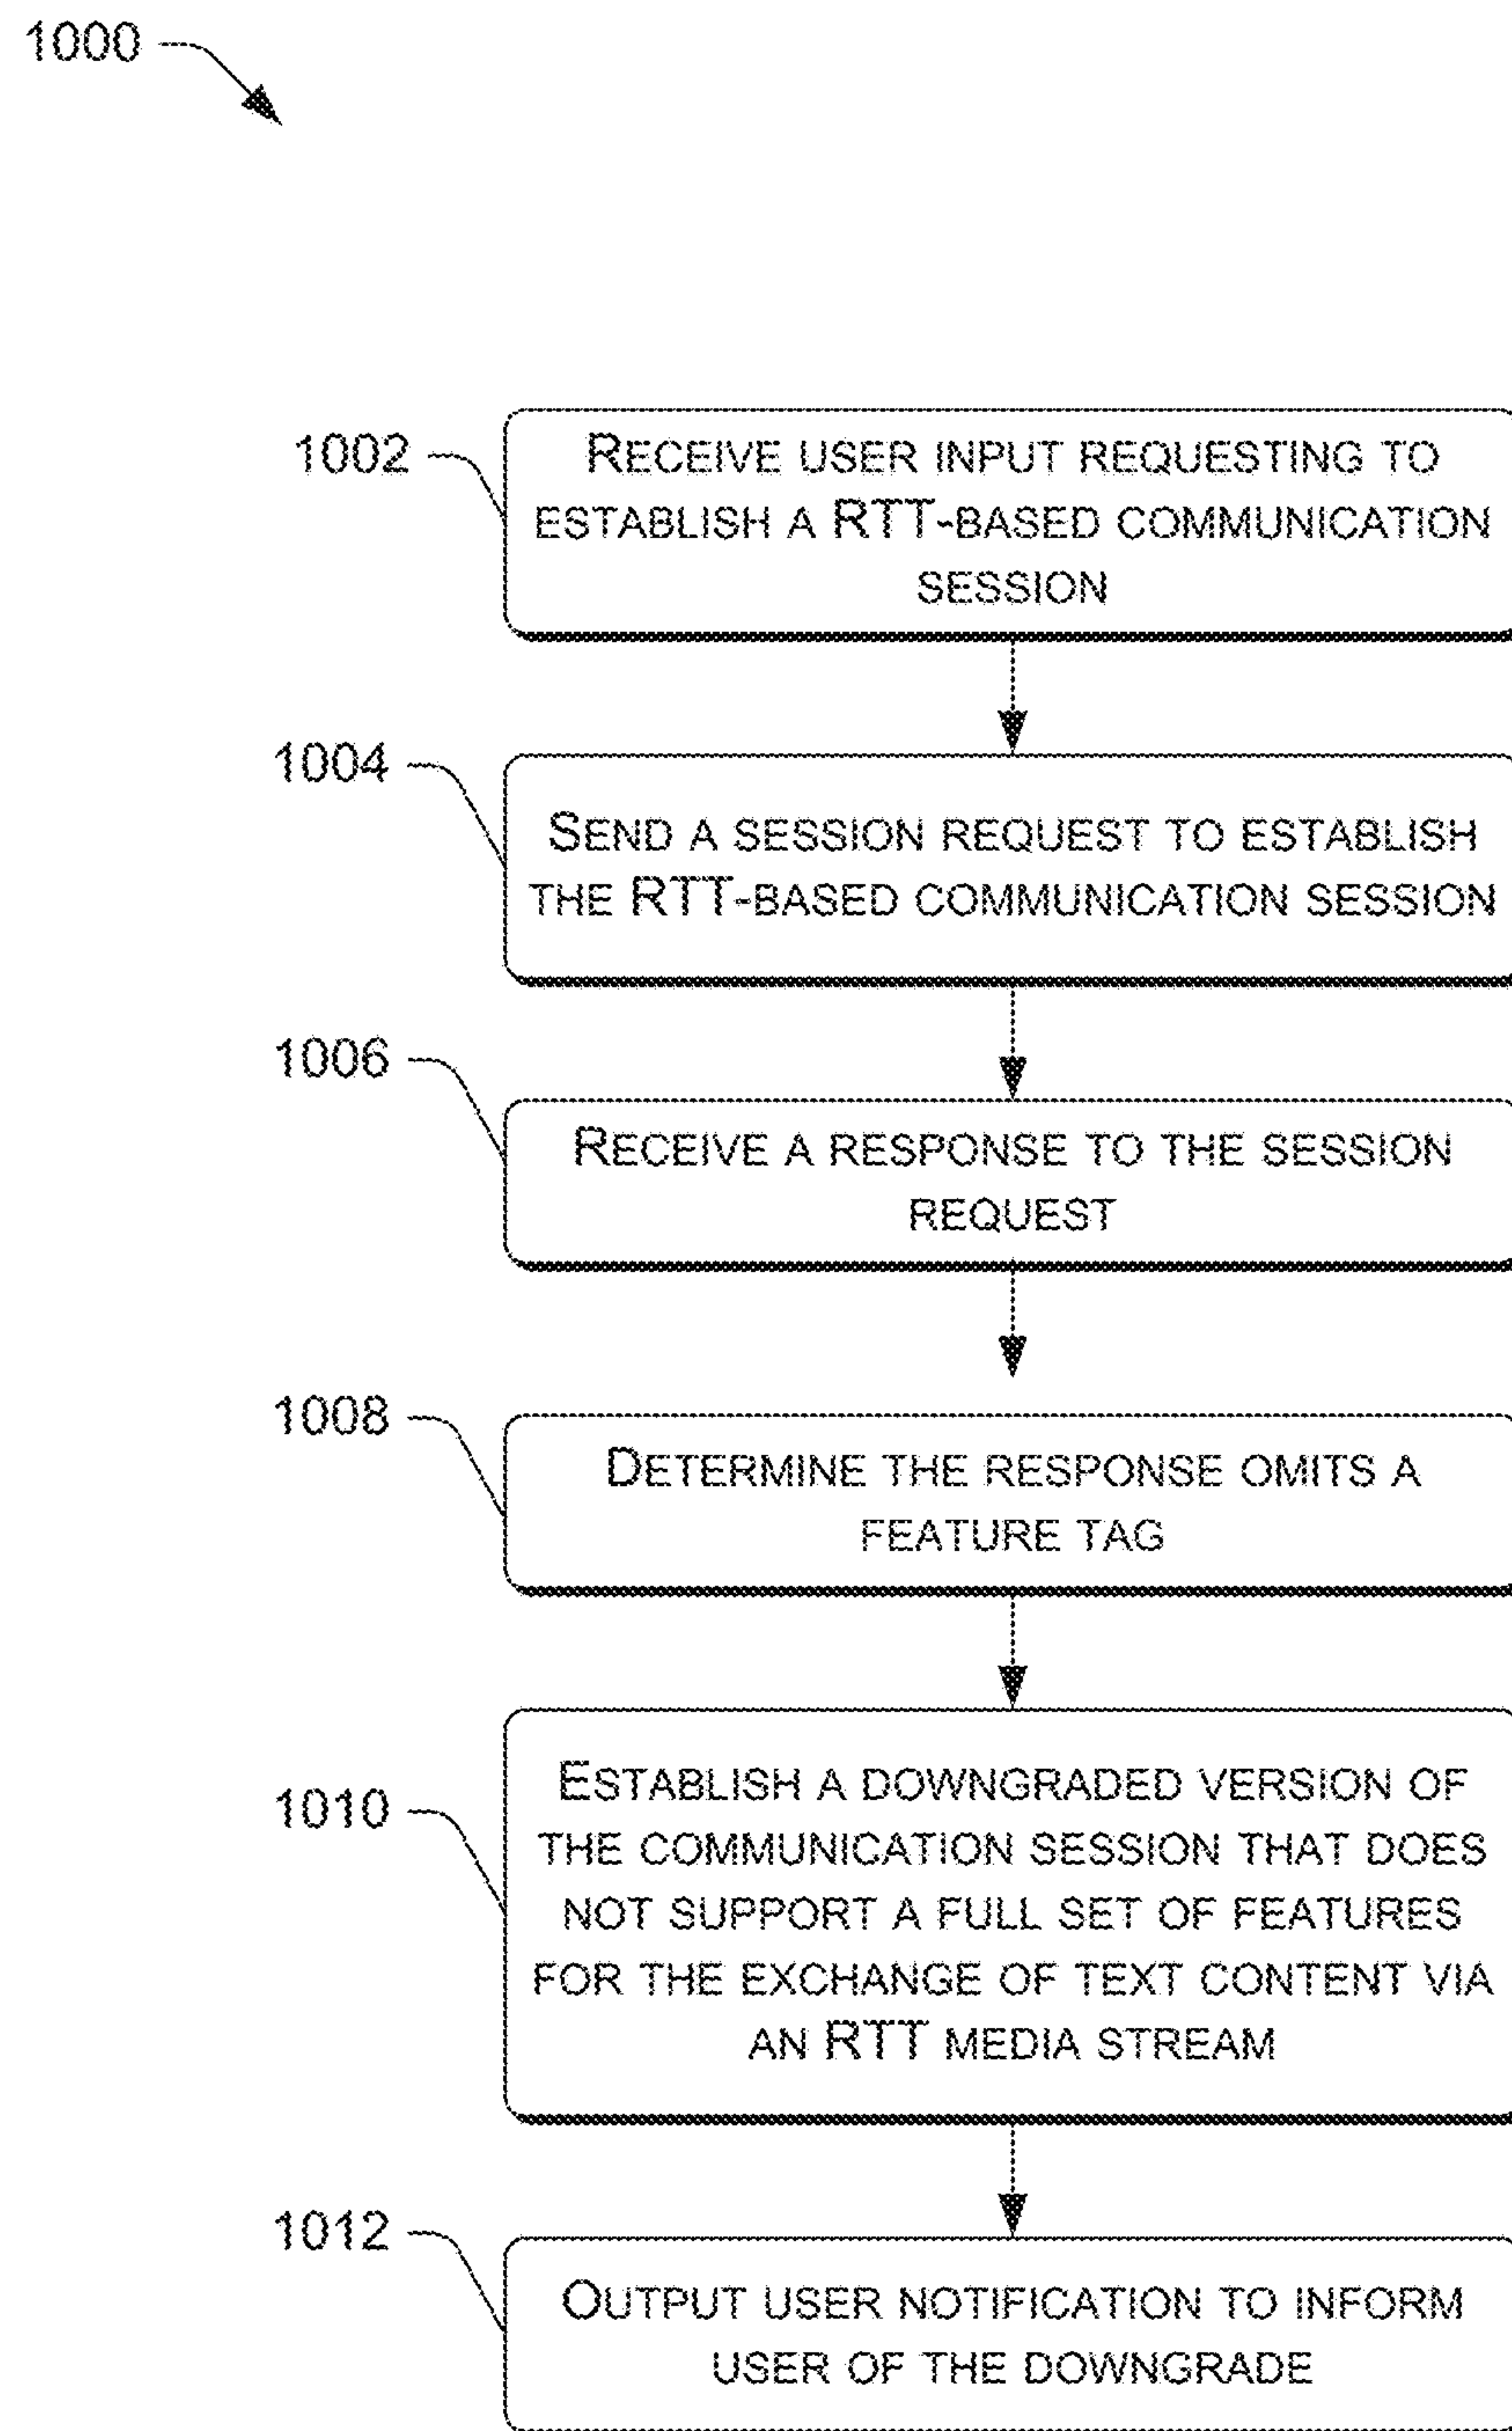 1000
1002
RECEIVE USER INPUT REQUESTING TO
ESTABLISH A RTT-BASED COMMUNICATION
SESSION
1004
SEND A SESSION REQUEST TO ESTABLISH
THE RTT-BASED COMMUNICATION SESSION
1006
RECEIVE A RESPONSE TO THE SESSION
REQUEST
1008
DETERMINE THE RESPONSE OMITS A
FEATURE TAG
1010
ESTABLISH A DOWNGRADED VERSION OF
THE COMMUNICATION SESSION THAT DOES
NOT SUPPORT A FULL SET OF FEATURES
FOR THE EXCHANGE OF TEXT CONTENT VIA
AN RTT MEDIA STREAM
1012
OUTPUT USER NOTIFICATION TO INFORM
USER OF THE DOWNGRADE